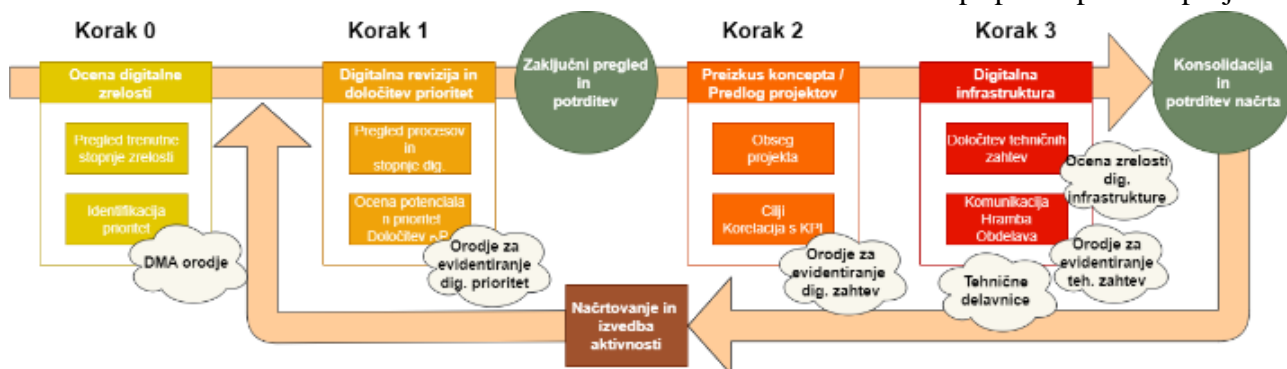 Korak 0
Korak 1
Korak 2
Korak 3
Ocena digitalne
zrelosti
Pregled trenutne
stopnje zrelosti
Identifikacija
prioritet
DMA orodje
Digitalna revizija in
določitev prioritet
Pregled procesov
in
stopnje dig.
Ocena potenciala
n prioritet
Določitev
Orodje za
evidentiranje
dig. prioritet
Zaključni pregled
in
potrditev
Preizkus koncepta /
Predlog projektov
Obseg
projekta
Cilji
Korelacija s KPI
Orodje za
evidentiranje
dig. zahtev
Digitalna
infrastruktura
Določitev tehničnih
zahtev
Ocena zrelosti
dig.
infrastrukture
Komunikacija
Hramba
Obdelava
Orodje za
evidentiranje
teh. zahtev
Tehnične
delavnice
Konsolidacija
in
potrditev načrta
Načrtovanje in
izvedba
aktivnosti